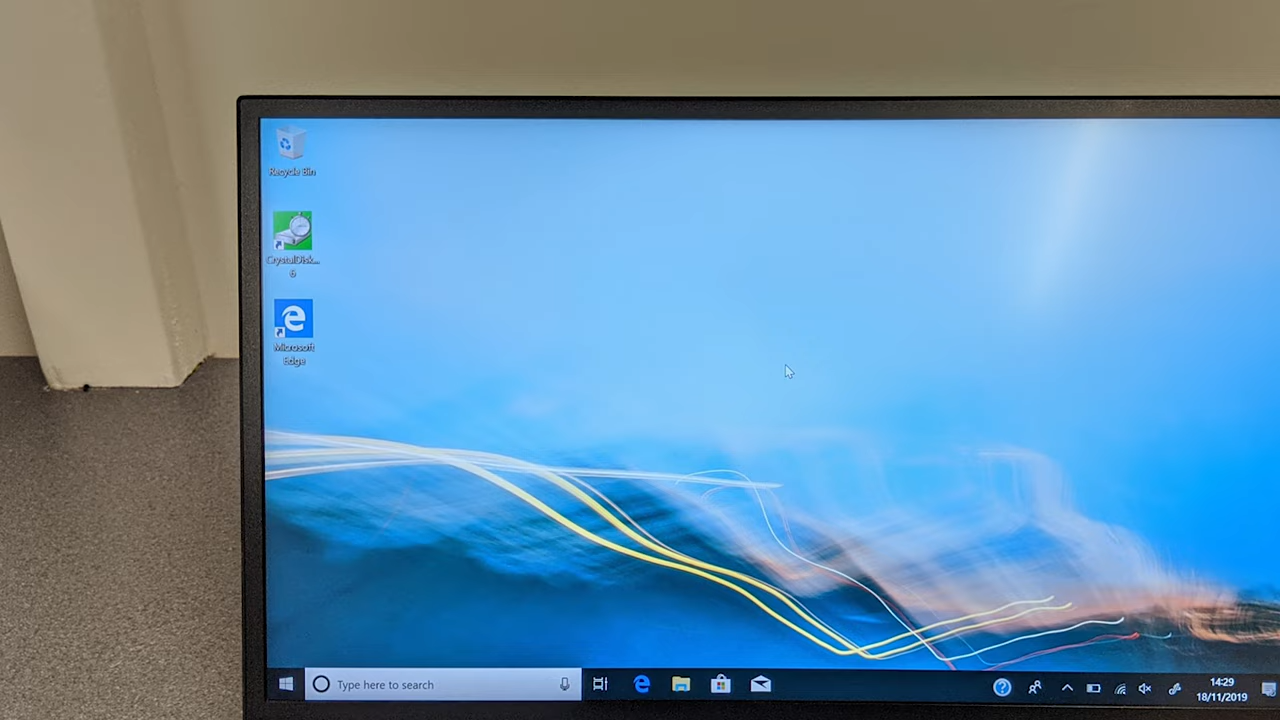 Recycle Bin
CrystalDisk...
6
Microsoft
Edge
Type here to search
14:29
18/11/2019